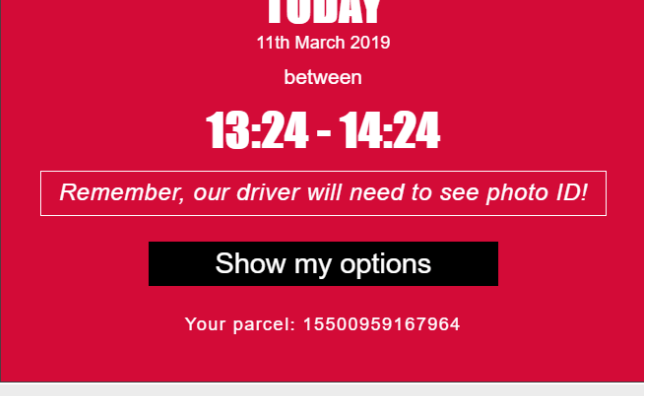 TODAY
11th March 2019
between
13:24 - 14:24
Remember, our driver will need to see photo ID!
Show my options
Your parcel: 15500959167964